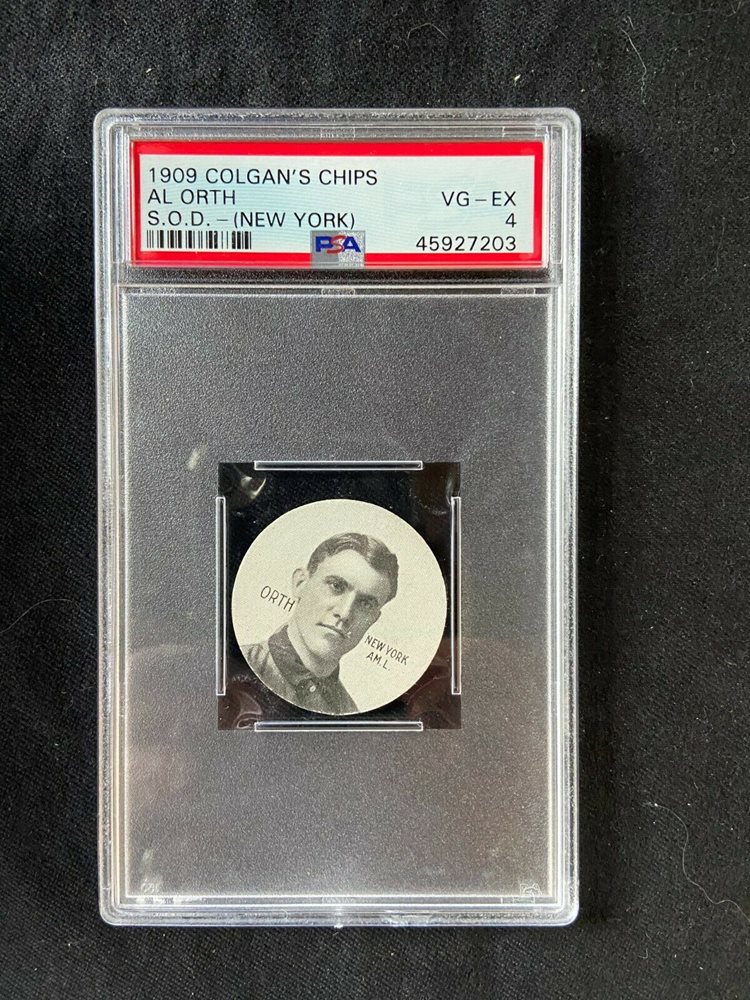 1909 COLGAN'S CHIPS
AL ORTH VG-EX
S.O.D.-(NEW YORK) 4
PSA 45927203
ORTH
NEW YORK
AM.L.